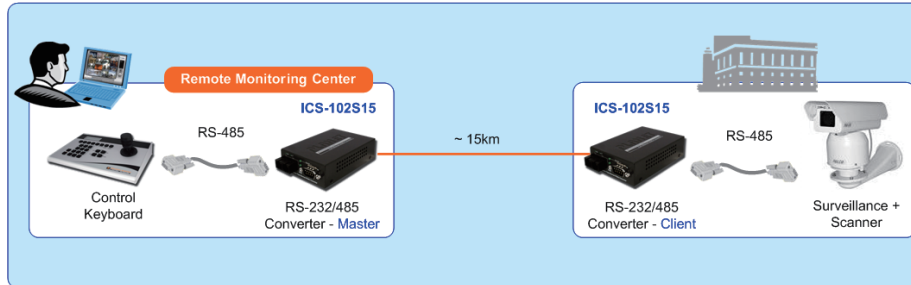 Remote Monitoring Center
ICS-102S15
RS-485
Control
Keyboard
RS-232/485
Converter - Master
~ 15km
ICS-102S15
RS-485
RS-232/485
Converter - Client
Surveillance +
Scanner